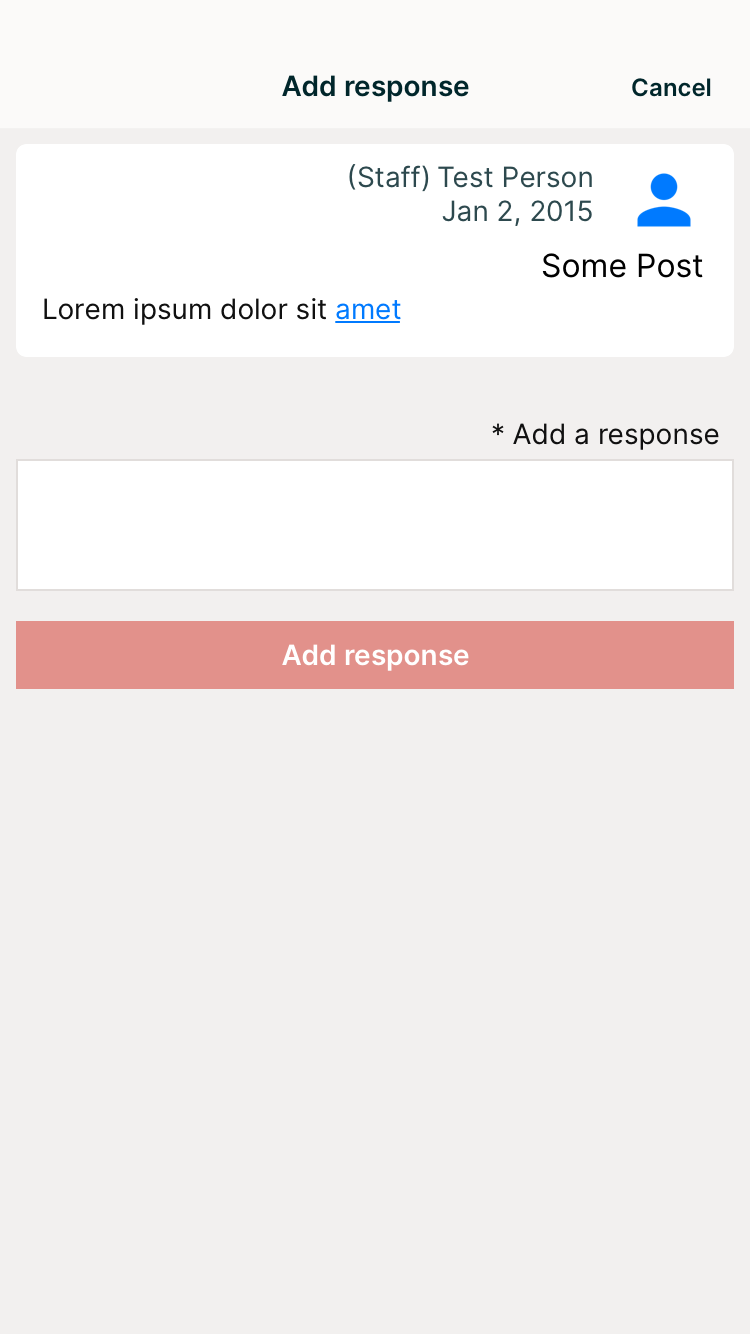 Add response
Cancel
(Staff) Test Person
Jan 2, 2015
Some Post
Lorem ipsum dolor sit amet
* Add a response
Add response